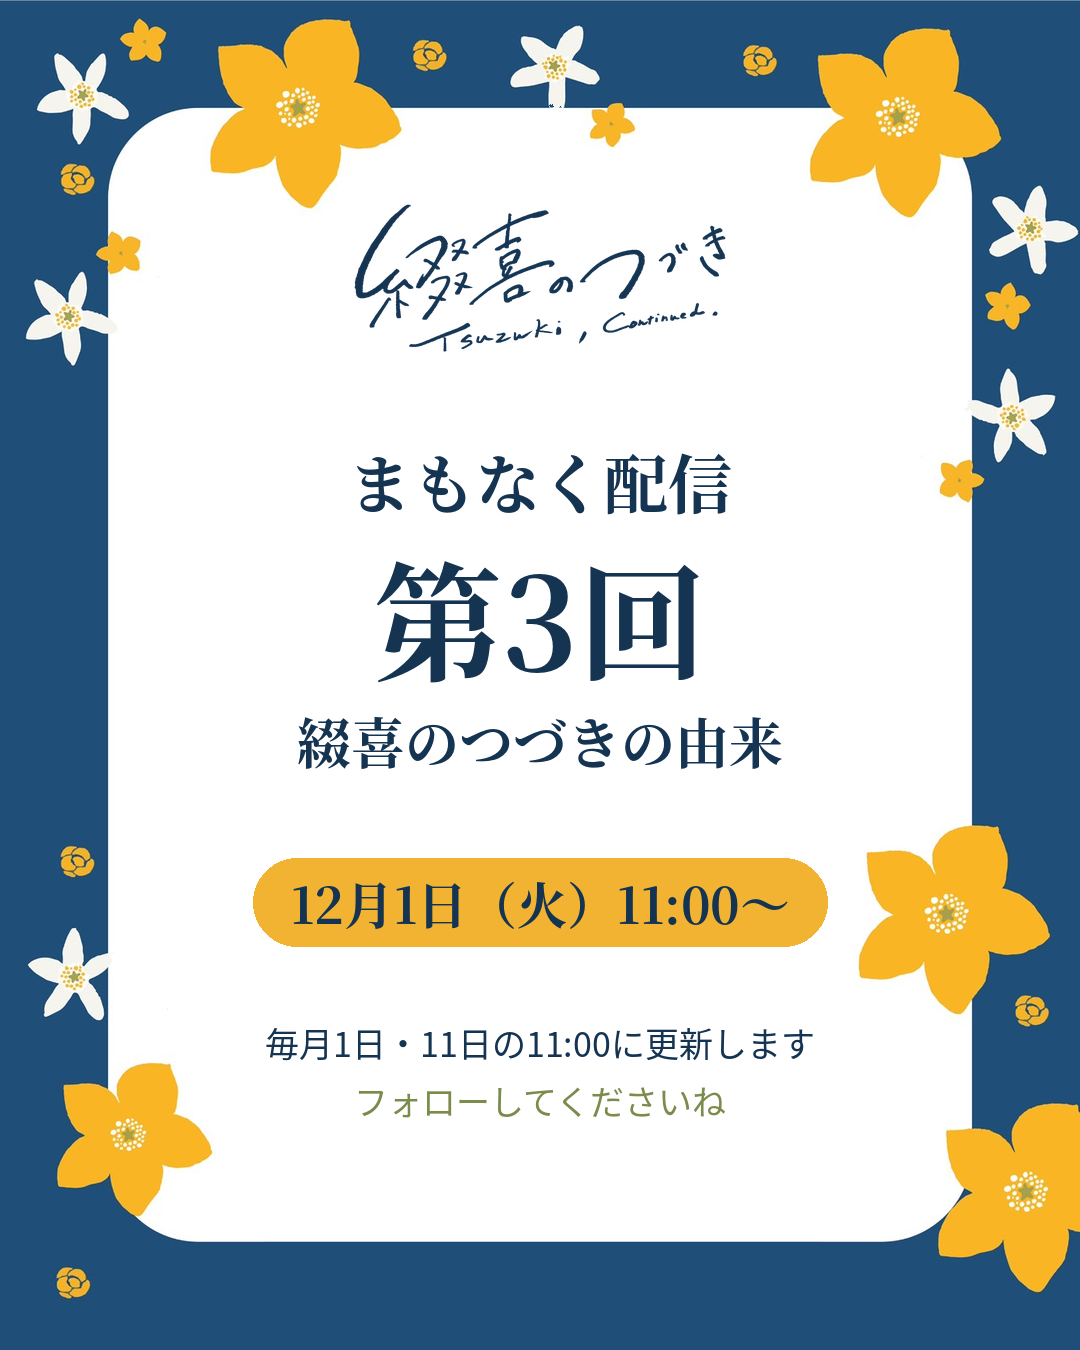 綴喜のつづき
Tsuzuki, Continued.
まもなく配信
第3回
綴喜のつづきの由来
12月1日（火）11:00〜
毎月1日・11日の11:00に更新します
フォローしてくださいね